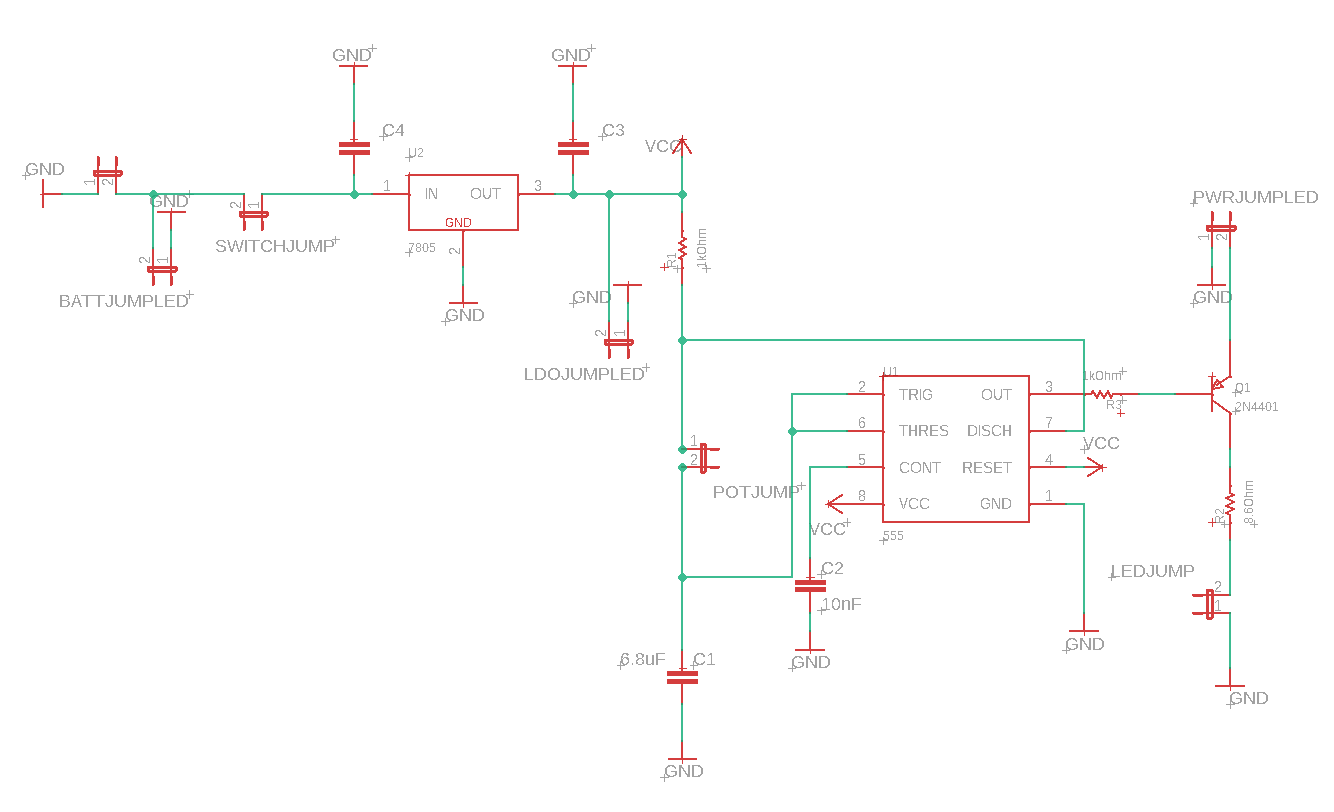 GND
GND
C4
C3
VCC
U2
GND
1
2
1
IN
OUT
3
GND
GND
2
1
SWITCHJUMP
7805
2
R1
1kOhm
PWRJUMPLED
1
2
2
1
BATTJUMPLED
GND
GND
GND
2
1
LDOJUMPLED
U1
1kOhm
2
TRIG
OUT
3
R3
Q1
2N4401
6
THRES
DISCH
7
1
2
VCC
5
CONT
RESET
4
POTJUMP
8
VCC
GND
1
VCC
555
R2
8.6Ohm
C2
LEDJUMP
2
1
10nF
GND
GND
6.8uF
C1
GND
GND